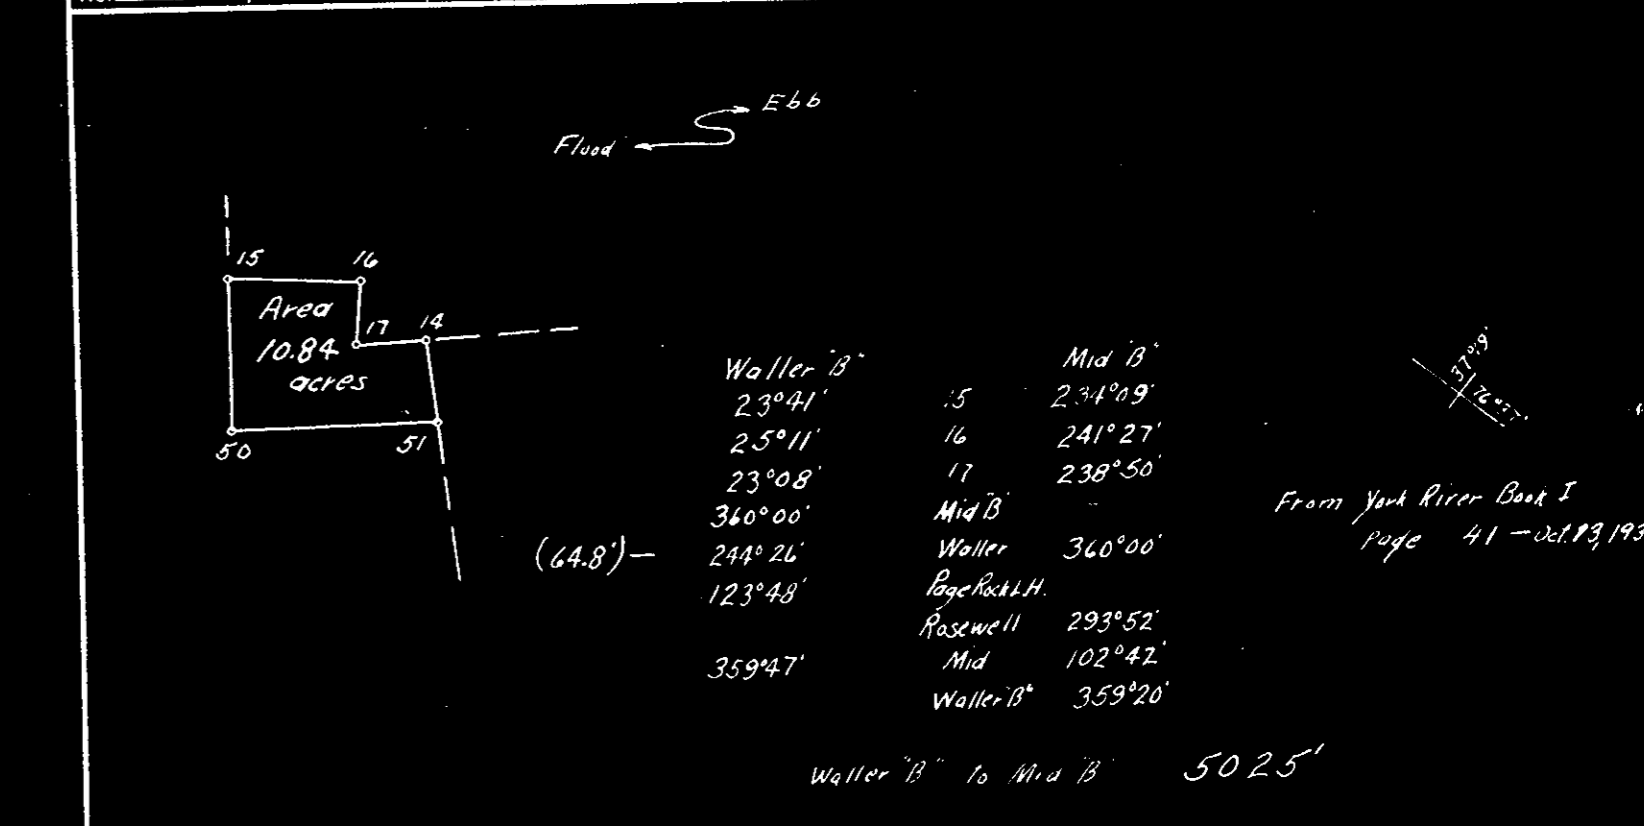 Ebb
Flood
15 16
Area
17 14
10.84
acres
50 51
Waller "B" Mid "B"
23°41' 15 234°09'
25°11' 16 241°27'
23°08' 17 238°50'
360°00' Mid "B" -
(64.8')— 244°26' Waller 360°00'
123°48' Page Rock L.H.
Rosewell 293°52'
359°47' Mid 102°42'
Waller "B" 359°20'
37°19'
From York River Book I
Page 41 - Oct. 13, 193
Waller "B" to Mid "B" 5025'